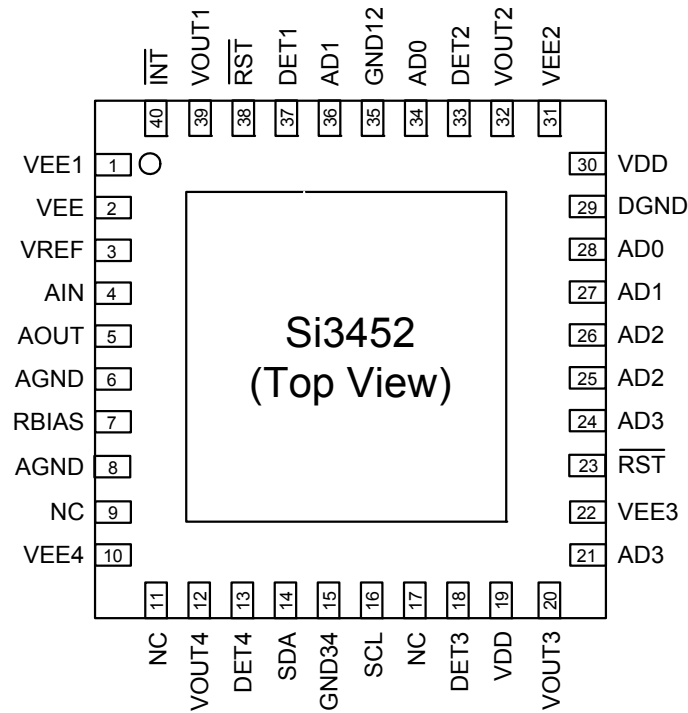 INT
VOUT1
RST
DET1
AD1
GND12
AD0
DET2
VOUT2
VEE2
40
39
38
37
36
35
34
33
32
31
VEE1 1
VEE 2
VREF 3
AIN 4
AOUT 5
AGND 6
RBIAS 7
AGND 8
NC 9
VEE4 10
Si3452
(Top View)
30 VDD
29 DGND
28 AD0
27 AD1
26 AD2
25 AD2
24 AD3
23 RST
22 VEE3
21 AD3
11
12
13
14
15
16
17
18
19
20
NC
VOUT4
DET4
SDA
GND34
SCL
NC
DET3
VDD
VOUT3